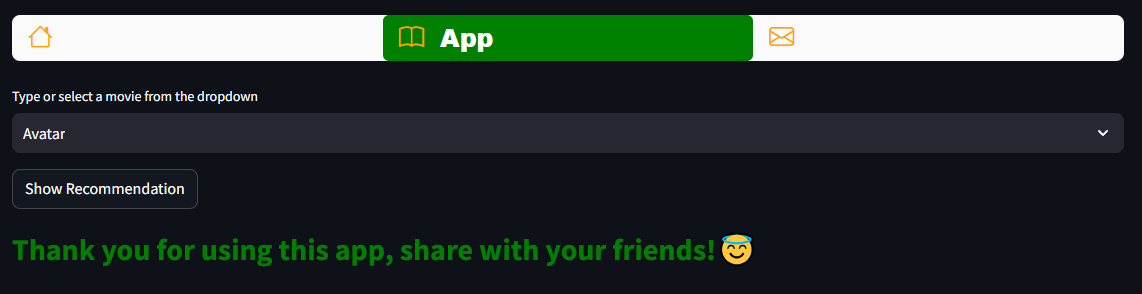 App
Type or select a movie from the dropdown
Avatar
Show Recommendation
Thank you for using this app, share with your friends!😇